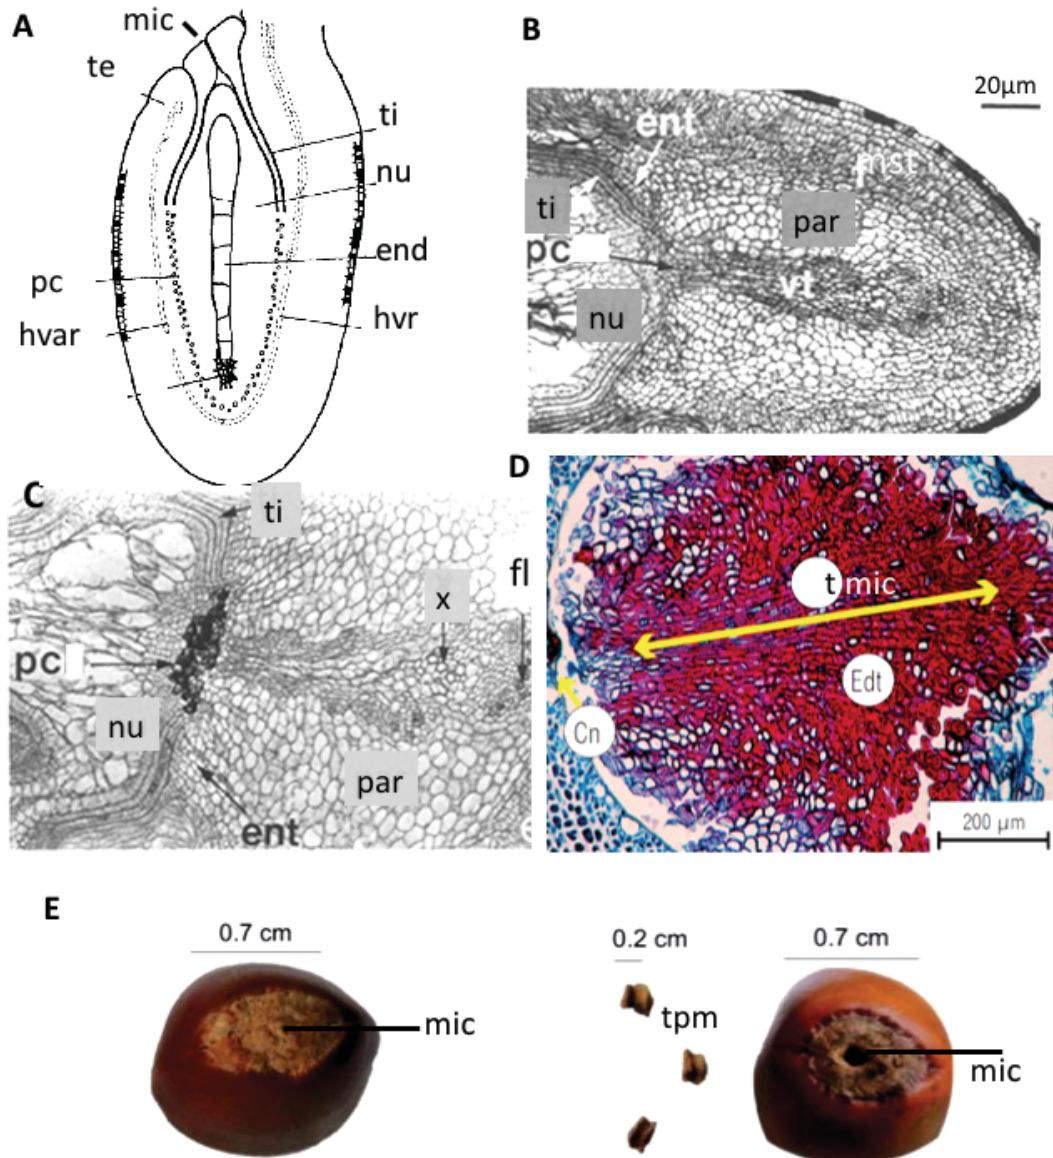 A
mic
te
ti
nu
end
pc
hvar
hvr
B
20µm
ent
mst
ti
par
pc
vt
nu
C
ti
fl
x
pc
nu
par
ent
D
t mic
Edt
Cn
200 µm
E
0.7 cm
mic
0.2 cm
0.7 cm
tpm
mic